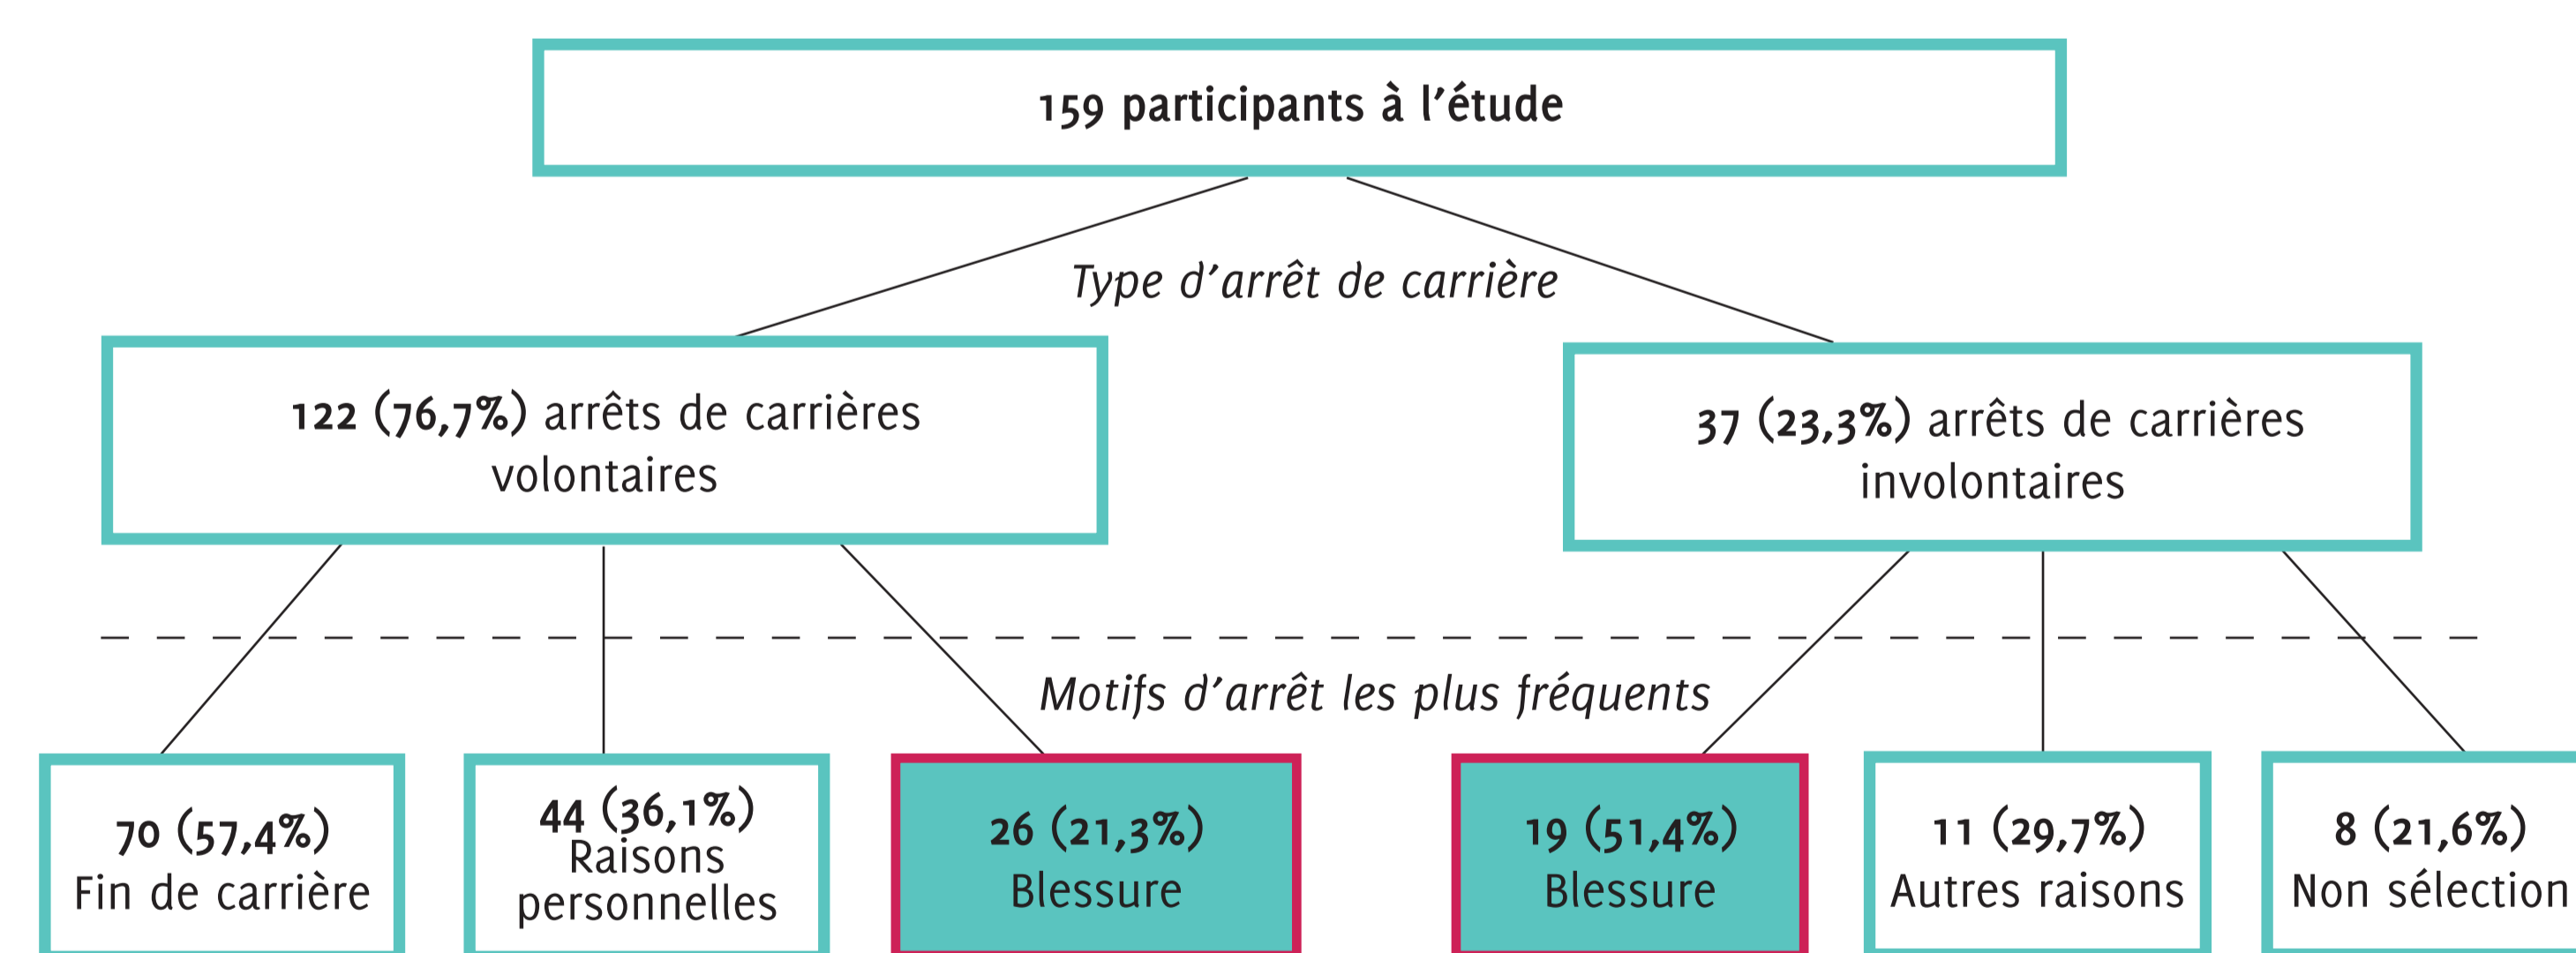 159 participants à l’étude
Type d’arrêt de carrière
122 (76,7%) arrêts de carrières
volontaires
37 (23,3%) arrêts de carrières
involontaires
Motifs d’arrêt les plus fréquents
70 (57,4%)
Fin de carrière
44 (36,1%)
Raisons
personnelles
26 (21,3%)
Blessure
19 (51,4%)
Blessure
11 (29,7%)
Autres raisons
8 (21,6%)
Non sélection